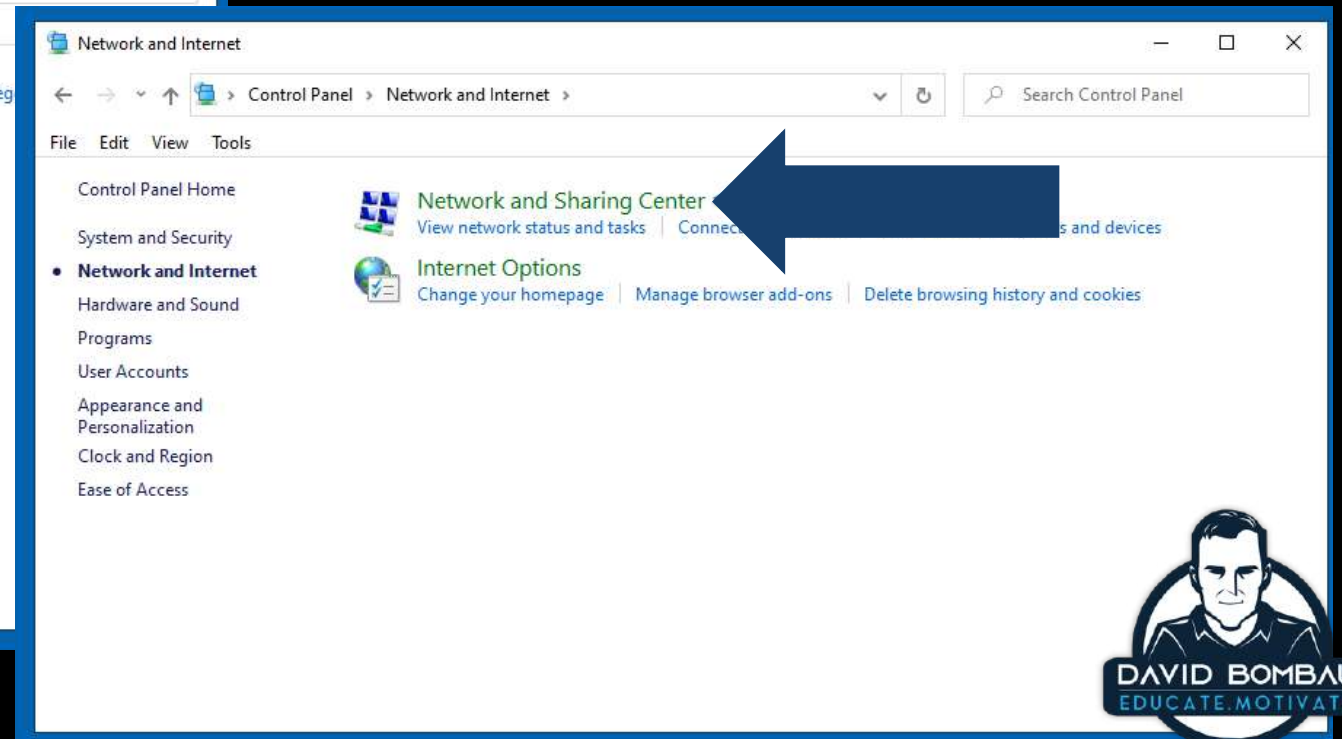 Network and Internet
Control Panel > Network and Internet >
Search Control Panel
File Edit View Tools
Control Panel Home
System and Security
Network and Internet
Hardware and Sound
Programs
User Accounts
Appearance and
Personalization
Clock and Region
Ease of Access
Network and Sharing Center
View network status and tasks
and devices
Internet Options
Change your homepage Manage browser add-ons Delete browsing history and cookies
DAVID